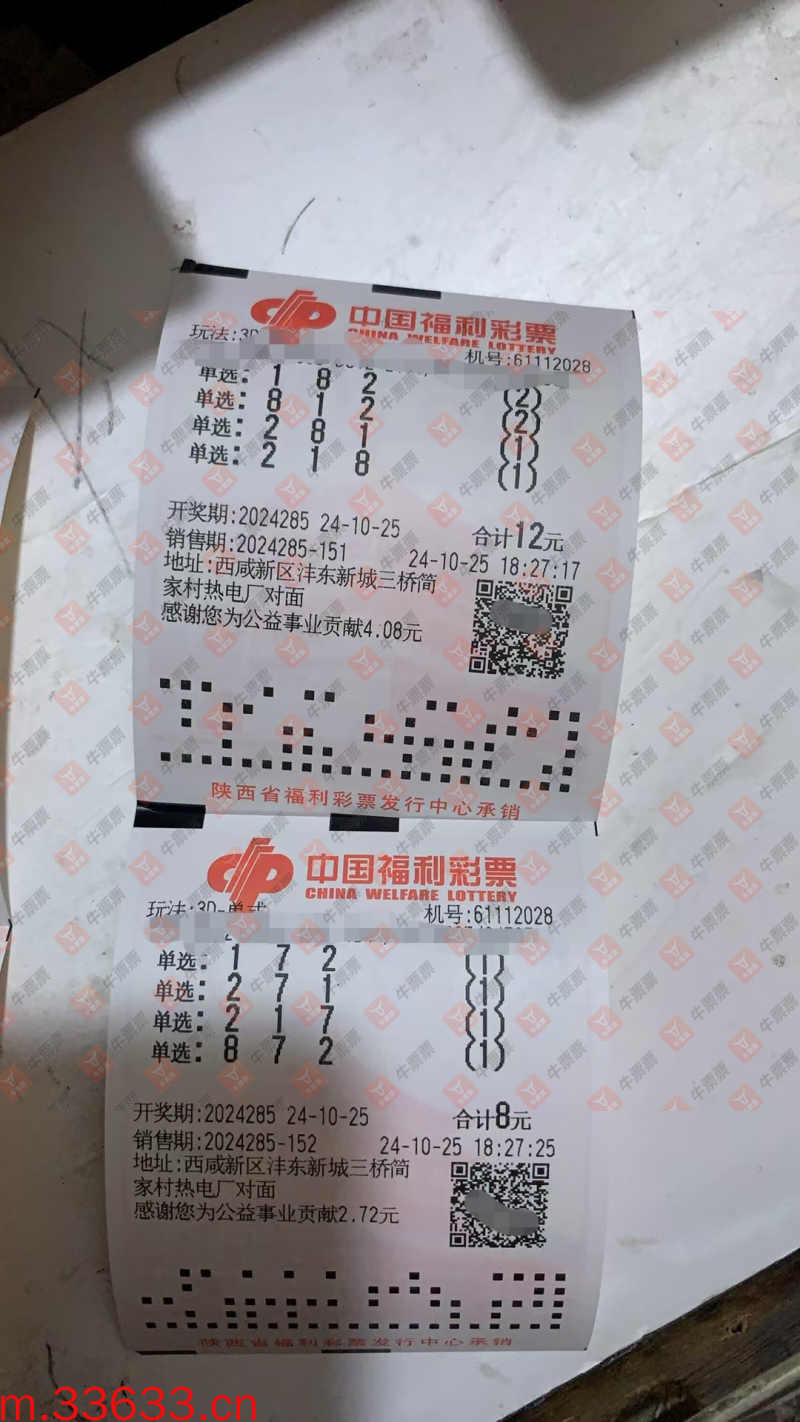 中国福利彩票
CHINA WELFARE LOTTERY
玩法:3D
机号:61112028
单选: 1 8 2 (2)
单选: 8 1 2 (2)
单选: 2 8 1 (1)
单选: 2 1 8 (1)
开奖期:2024285 24-10-25 合计12元
销售期:2024285-151 24-10-25 18:27:17
地址:西咸新区沣东新城三桥简
家村热电厂对面
感谢您为公益事业贡献4.08元
陕西省福利彩票发行中心承销
中国福利彩票
CHINA WELFARE LOTTERY
玩法:3D-单式 机号:61112028
单选: 1 7 2 (1)
单选: 2 7 1 (1)
单选: 2 1 7 (1)
单选: 8 7 2 (1)
开奖期:2024285 24-10-25 合计8元
销售期:2024285-152 24-10-25 18:27:25
地址:西咸新区沣东新城三桥简
家村热电厂对面
感谢您为公益事业贡献2.72元
陕西省福利彩票发行中心承销
牛票票
m.33633.cn